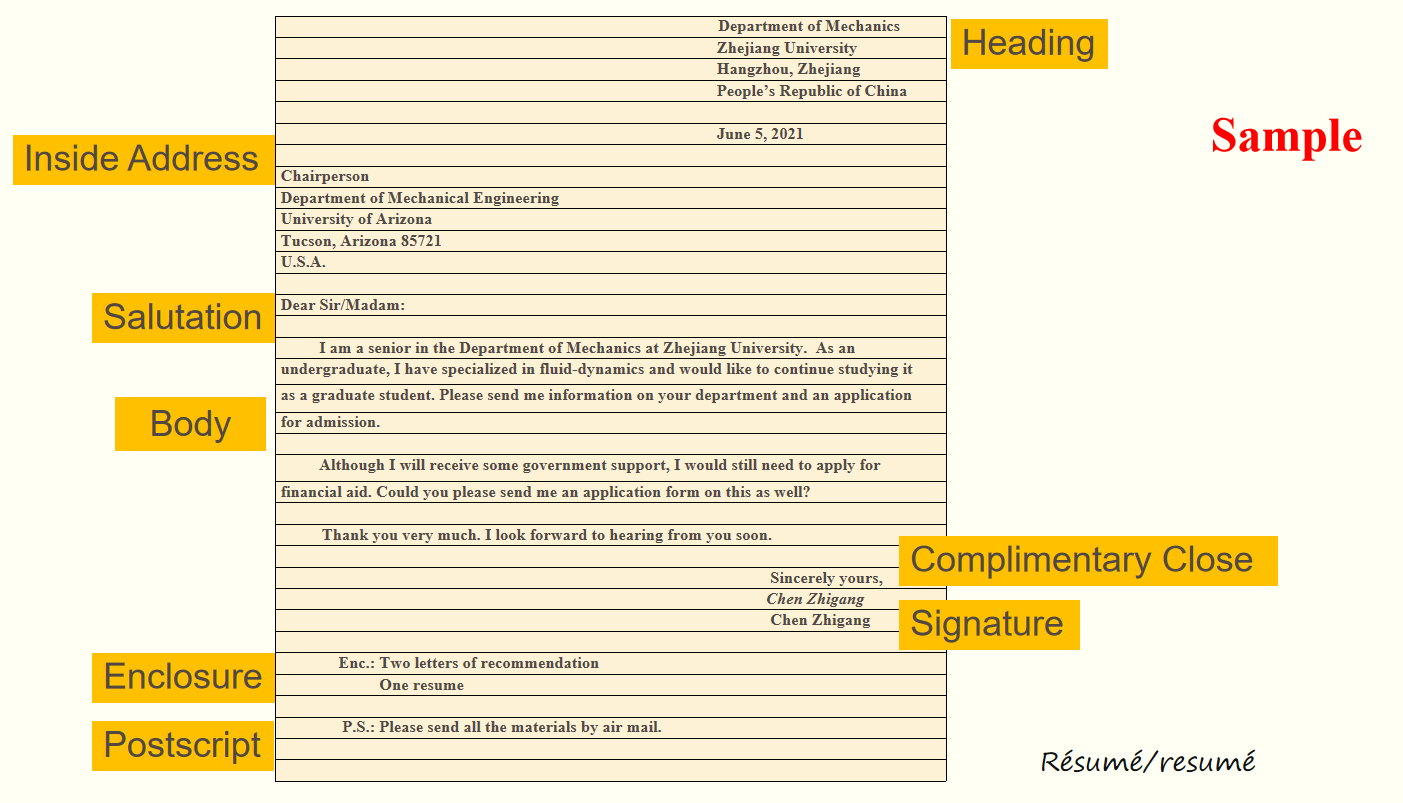 Department of Mechanics
Heading
Zhejiang University
Hangzhou, Zhejiang
People's Republic of China
Sample
June 5, 2021
Inside Address
Chairperson
Department of Mechanical Engineering
University of Arizona
Tucson, Arizona 85721
U.S.A.
Salutation
Dear Sir/Madam:
I am a senior in the Department of Mechanics at Zhejiang University.  As an
undergraduate, I have specialized in fluid-dynamics and would like to continue studying it
as a graduate student. Please send me information on your department and an application
Body
for admission.
Although I will receive some government support, I would still need to apply for
financial aid. Could you please send me an application form on this as well?
Thank you very much. I look forward to hearing from you soon.
Complimentary Close
Sincerely yours,
Chen Zhigang
Signature
Chen Zhigang
Enclosure
Enc.: Two letters of recommendation
One resume
Postscript
P.S.: Please send all the materials by air mail.
Résumé/resumé